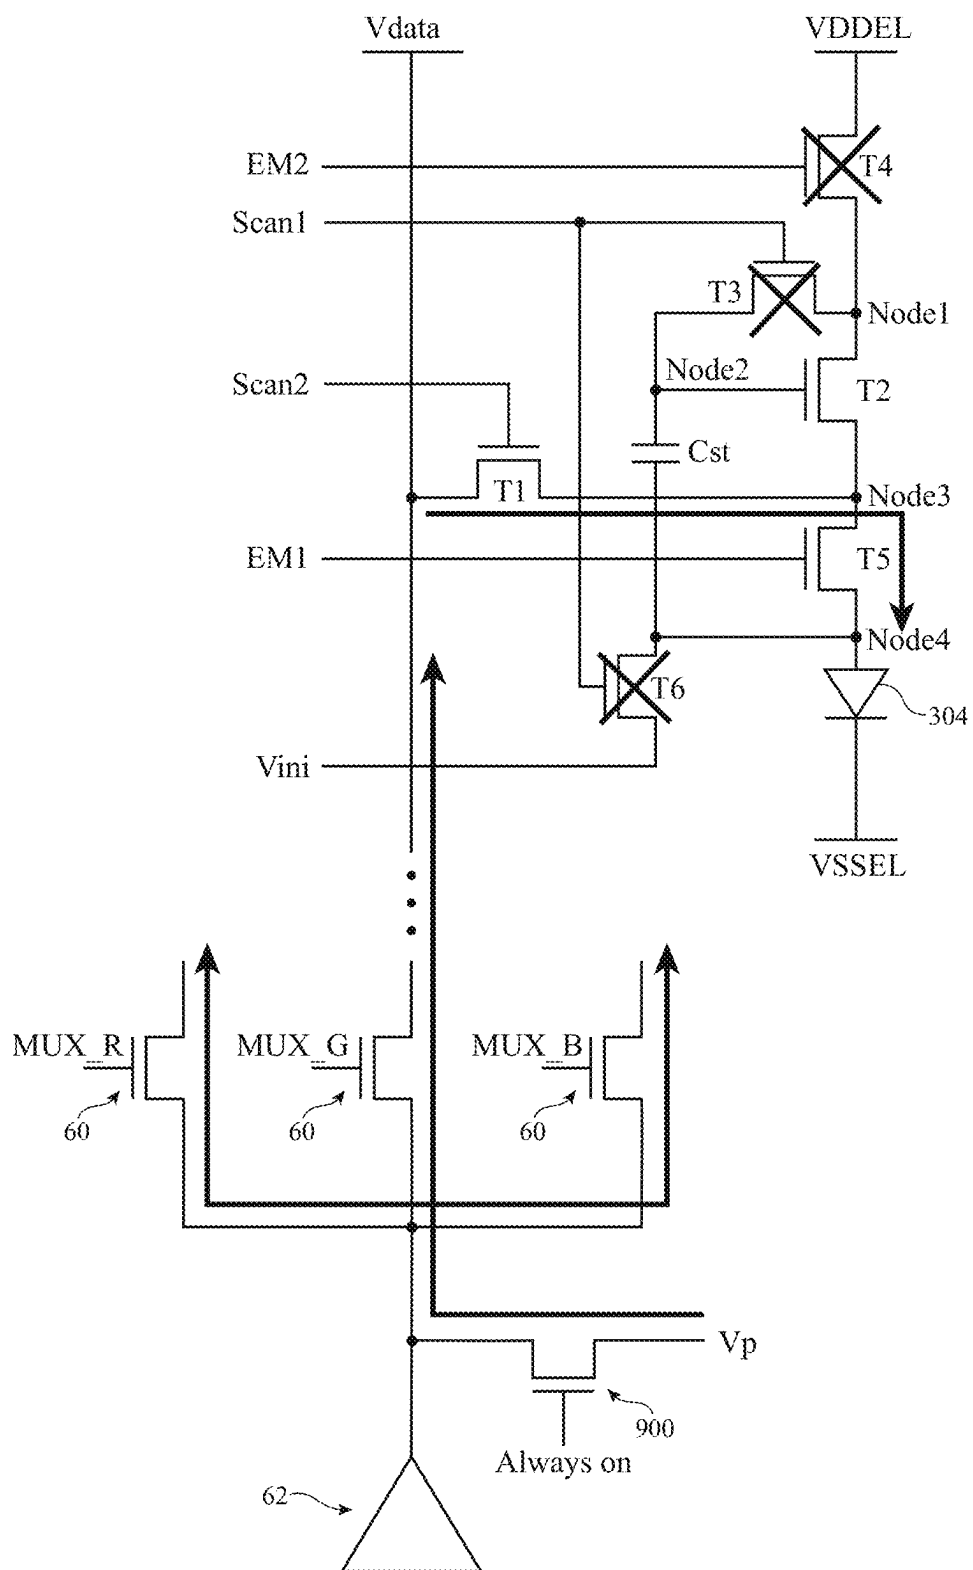 Vdata
VDDEL
EM2
T4
Scan1
T3
Node1
Scan2
Node2
T2
Cst
T1
Node3
EM1
T5
Node4
T6
304
Vini
VSSEL
MUX_R
MUX_G
MUX_B
60
60
60
Vp
900
Always on
62